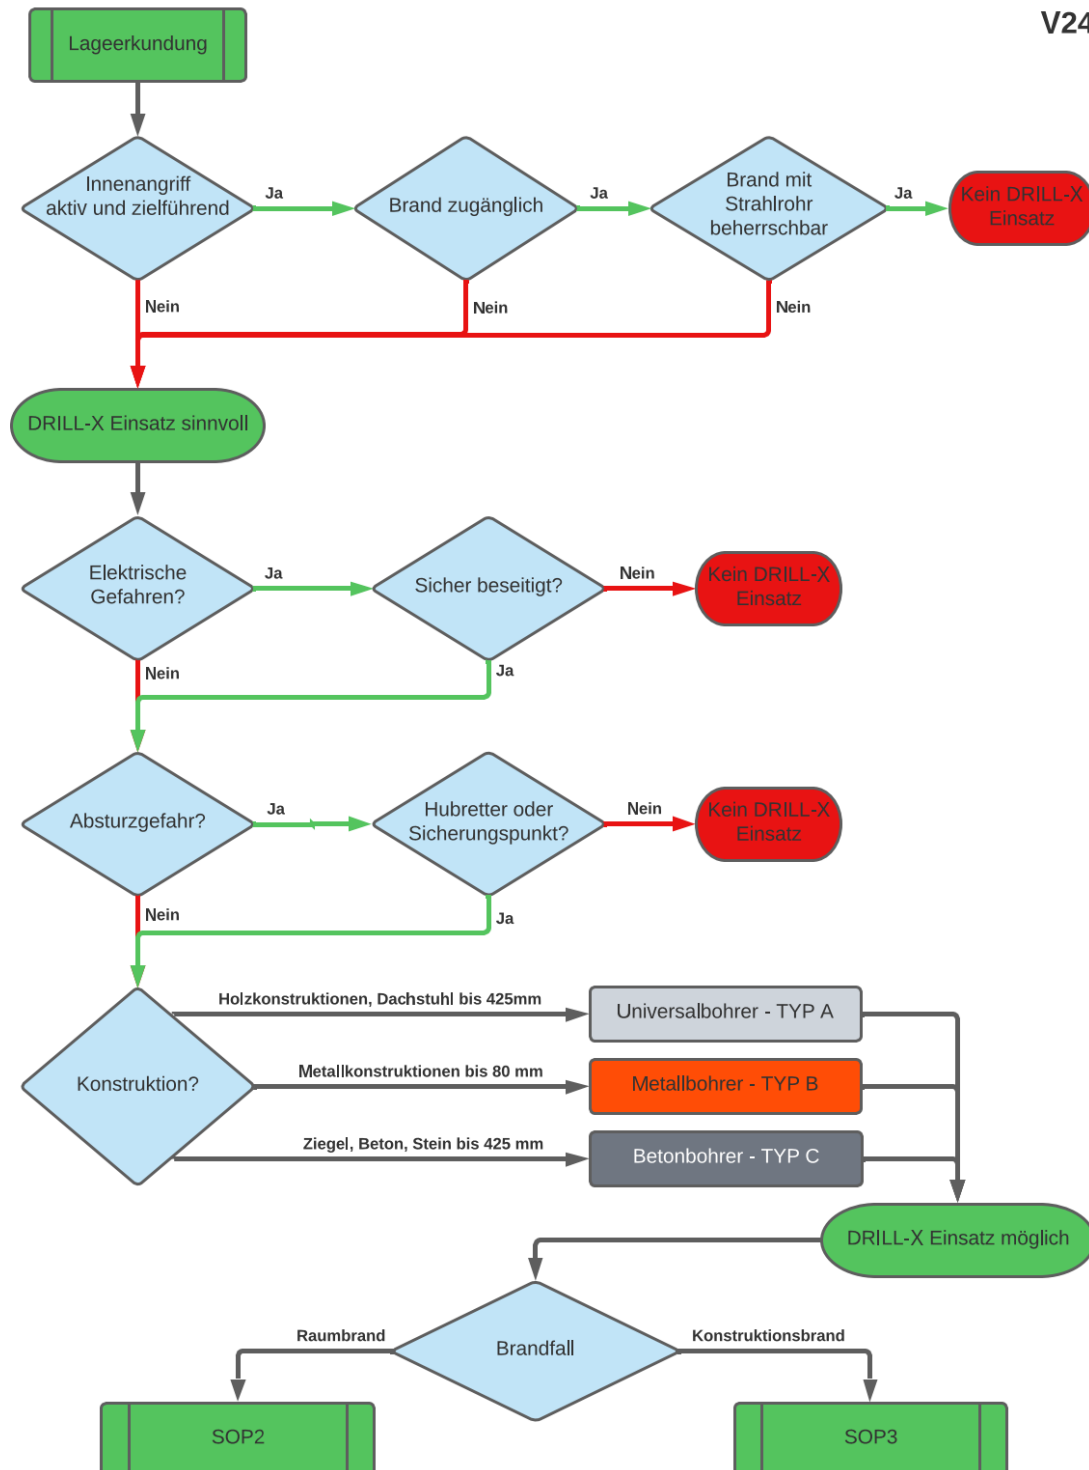 V24
Lageerkundung
Innenangriff
aktiv und zielführend
Ja
Brand zugänglich
Ja
Brand mit
Strahlrohr
beherrschbar
Ja
Kein DRILL-X
Einsatz
Nein
Nein
Nein
DRILL-X Einsatz sinnvoll
Elektrische
Gefahren?
Ja
Sicher beseitigt?
Nein
Kein DRILL-X
Einsatz
Nein
Ja
Absturzgefahr?
Ja
Hubretter oder
Sicherungspunkt?
Nein
Kein DRILL-X
Einsatz
Nein
Ja
Konstruktion?
Holzkonstruktionen, Dachstuhl bis 425mm
Universalbohrer - TYP A
Metallkonstruktionen bis 80 mm
Metallbohrer - TYP B
Ziegel, Beton, Stein bis 425 mm
Betonbohrer - TYP C
DRILL-X Einsatz möglich
Brandfall
Raumbrand
Konstruktionsbrand
SOP2
SOP3